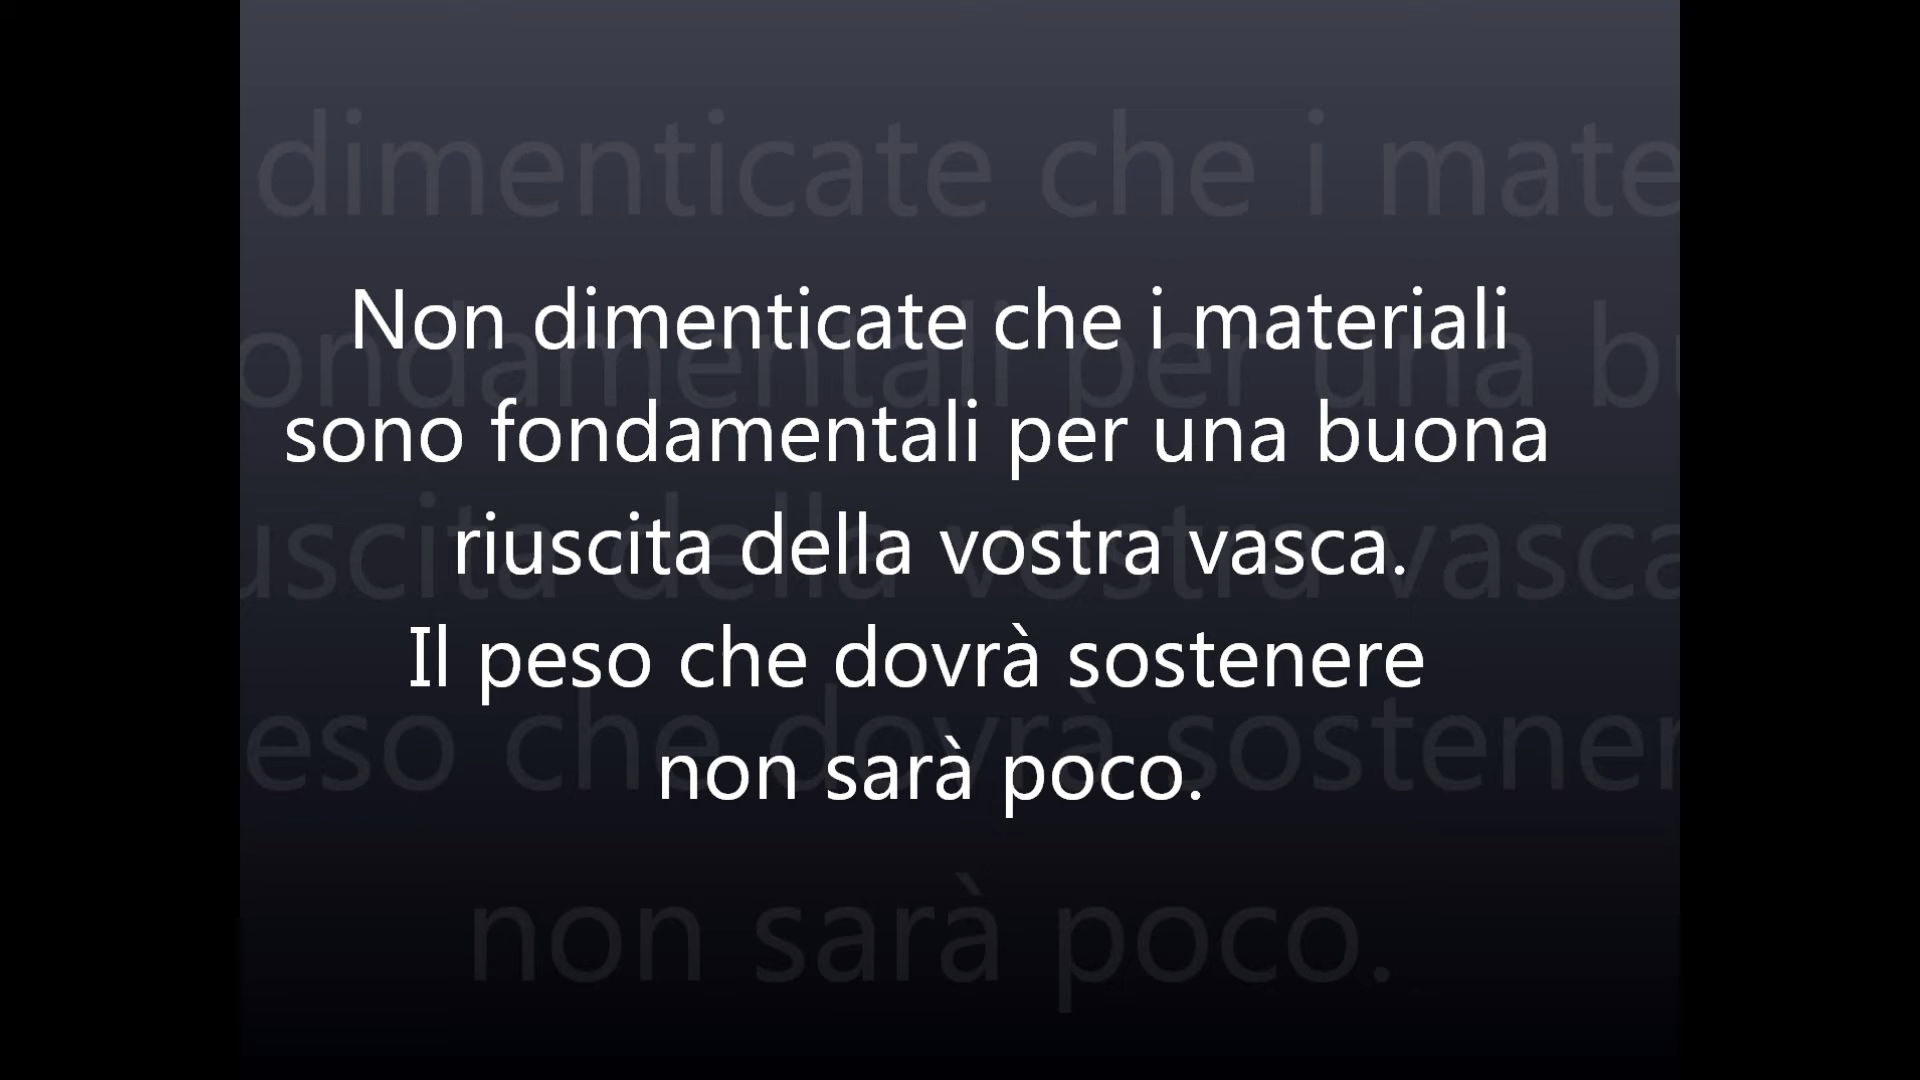 Non dimenticate che i materiali
sono fondamentali per una buona
riuscita della vostra vasca.
Il peso che dovrà sostenere
non sarà poco.